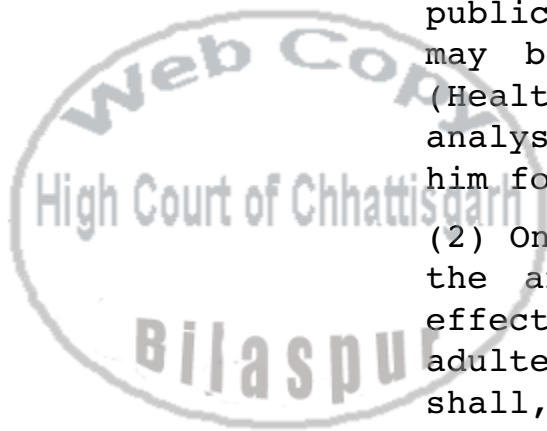 public
may b
(Healt
analys
him fo
(2) On
the a
effect
adulte
shall,
Web Copy
High Court of Chhattisgarh
Bilaspur